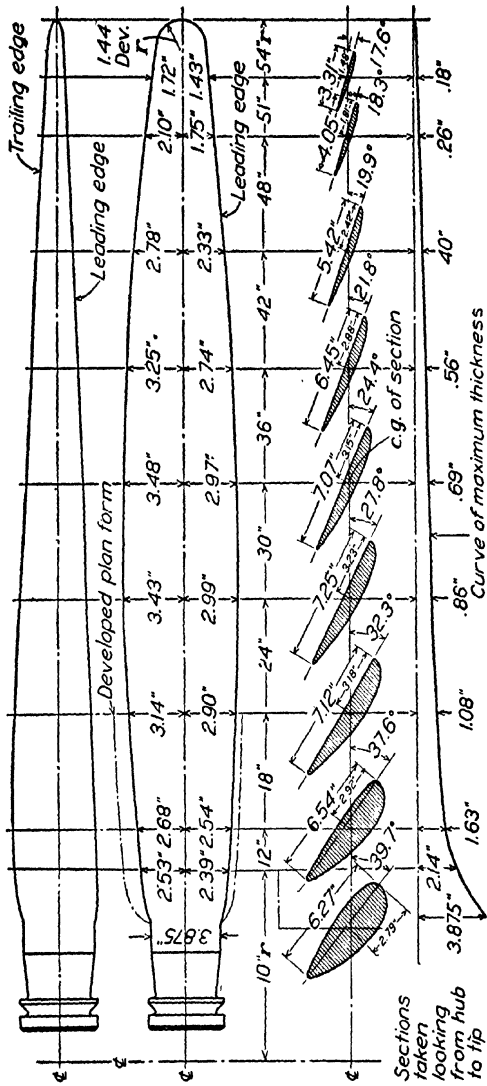 Trailing edge
Leading edge
℄
℄
Developed plan form
1.44
Dev.
r
2.53" 2.68" 3.14" 3.43" 3.48" 3.25" 2.78" 2.10" 1.72"
℄
3.875"
2.39" 2.54" 2.90" 2.99" 2.97" 2.74" 2.33" 1.75" 1.43"
Leading edge
10"r 12" 18" 24" 30" 36" 42" 48" 51" 54"r
6.27" 6.54" 7.12" 7.25" 7.07" 6.45" 5.42" 4.05" 3.31"
2.79" 2.92" 3.18" 3.23" 3.15" 2.88" 2.42"
℄
39.7° 37.6° 32.3° 27.8° 24.4° 21.8° 19.9° 18.3° 17.6°
c.g. of section
Sections
taken
looking
from hub
to tip
3.875" 2.14" 1.63" 1.08" .86" .69" .56" .40" .26" .18"
Curve of maximum thickness